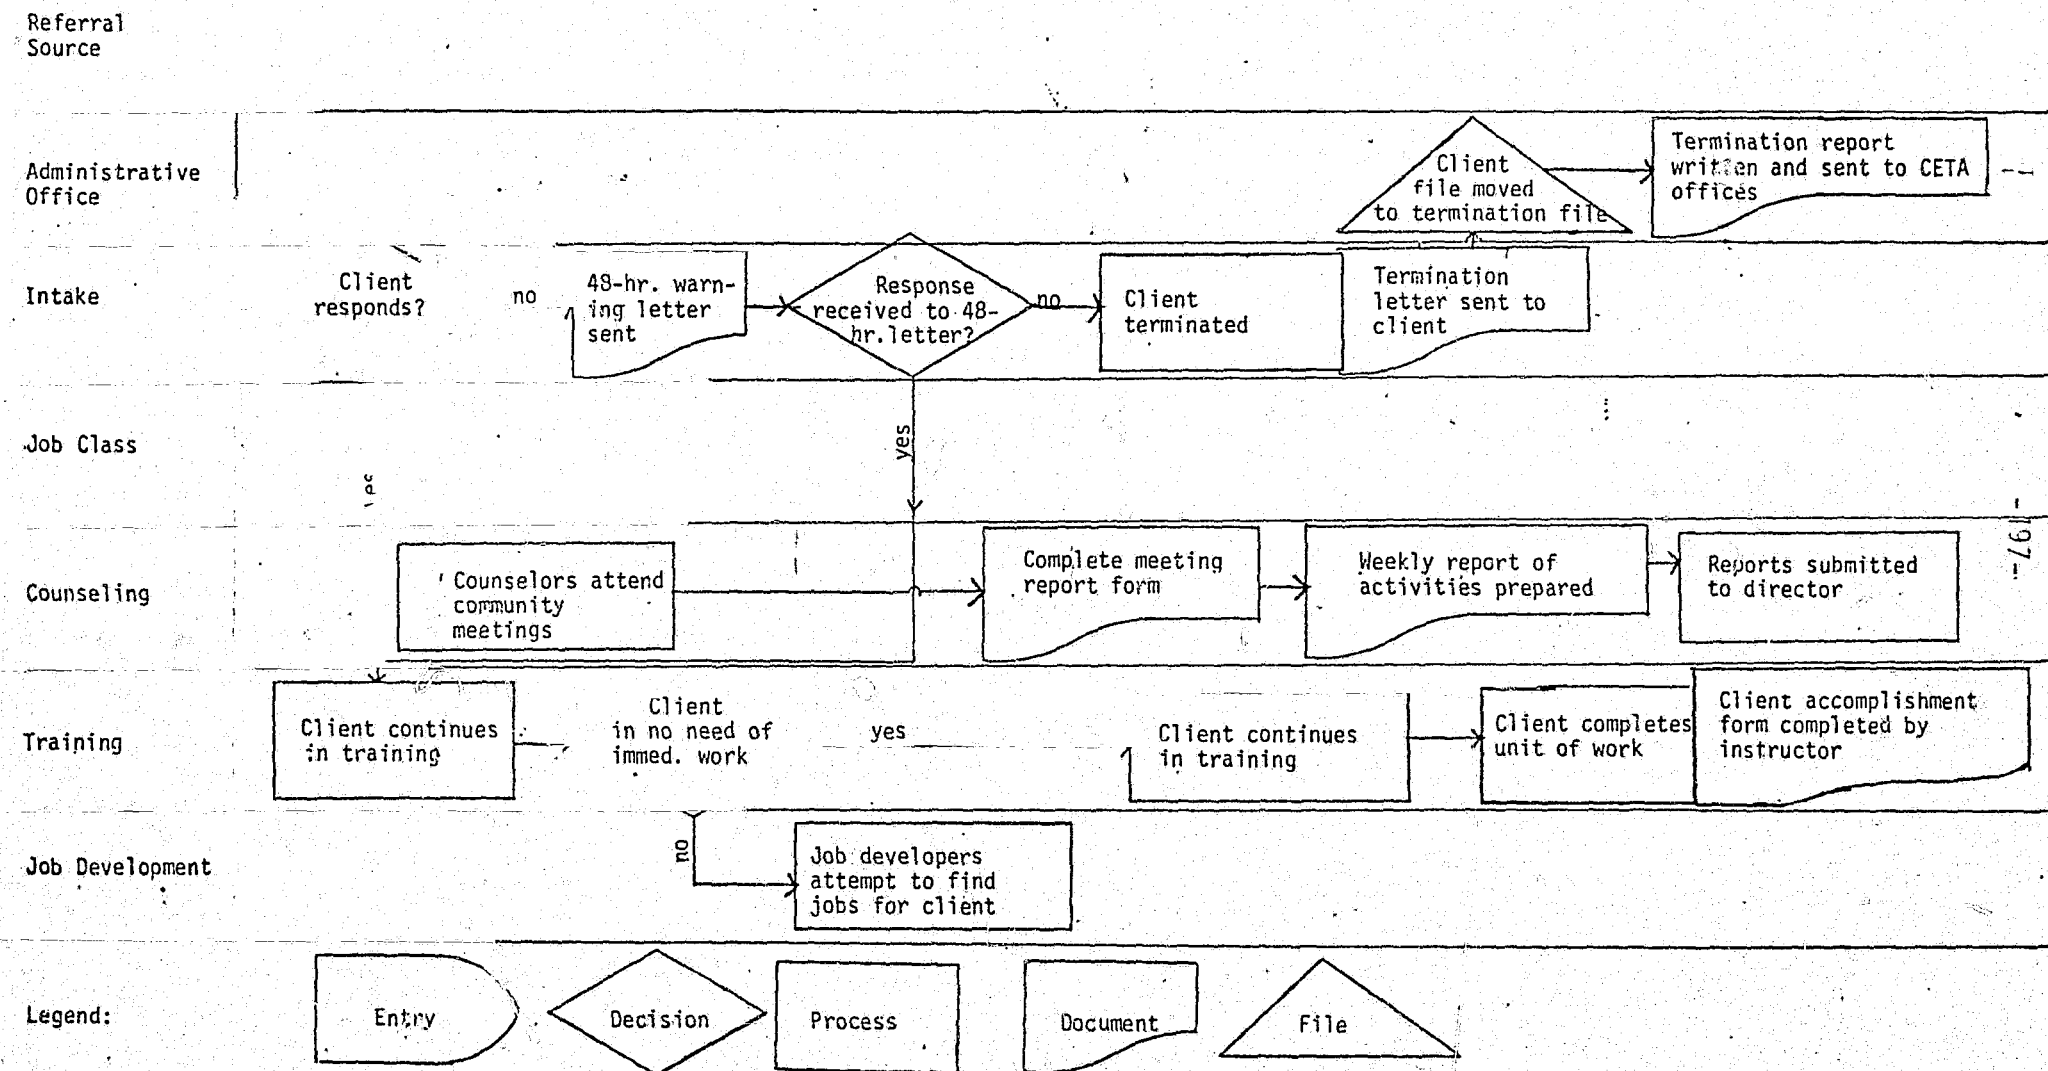 Referral
Source
Administrative
Office
Client
file moved
to termination file
Termination report
written and sent to CETA
offices
Intake
Client
responds?
no
48-hr. warn-
ing letter
sent
Response
received to 48-
hr. letter?
no
Client
terminated
Termination
letter sent to
client
Job Class
yes
-197-
Counseling
Counselors attend
community
meetings
Complete meeting
report form
Weekly report of
activities prepared
Reports submitted
to director
Training
Client continues
in training
Client
in no need of
immed. work
yes
Client continues
in training
Client completes
unit of work
Client accomplishment
form completed by
instructor
Job Development
no
Job developers
attempt to find
jobs for client
Legend:
Entry
Decision
Process
Document
File